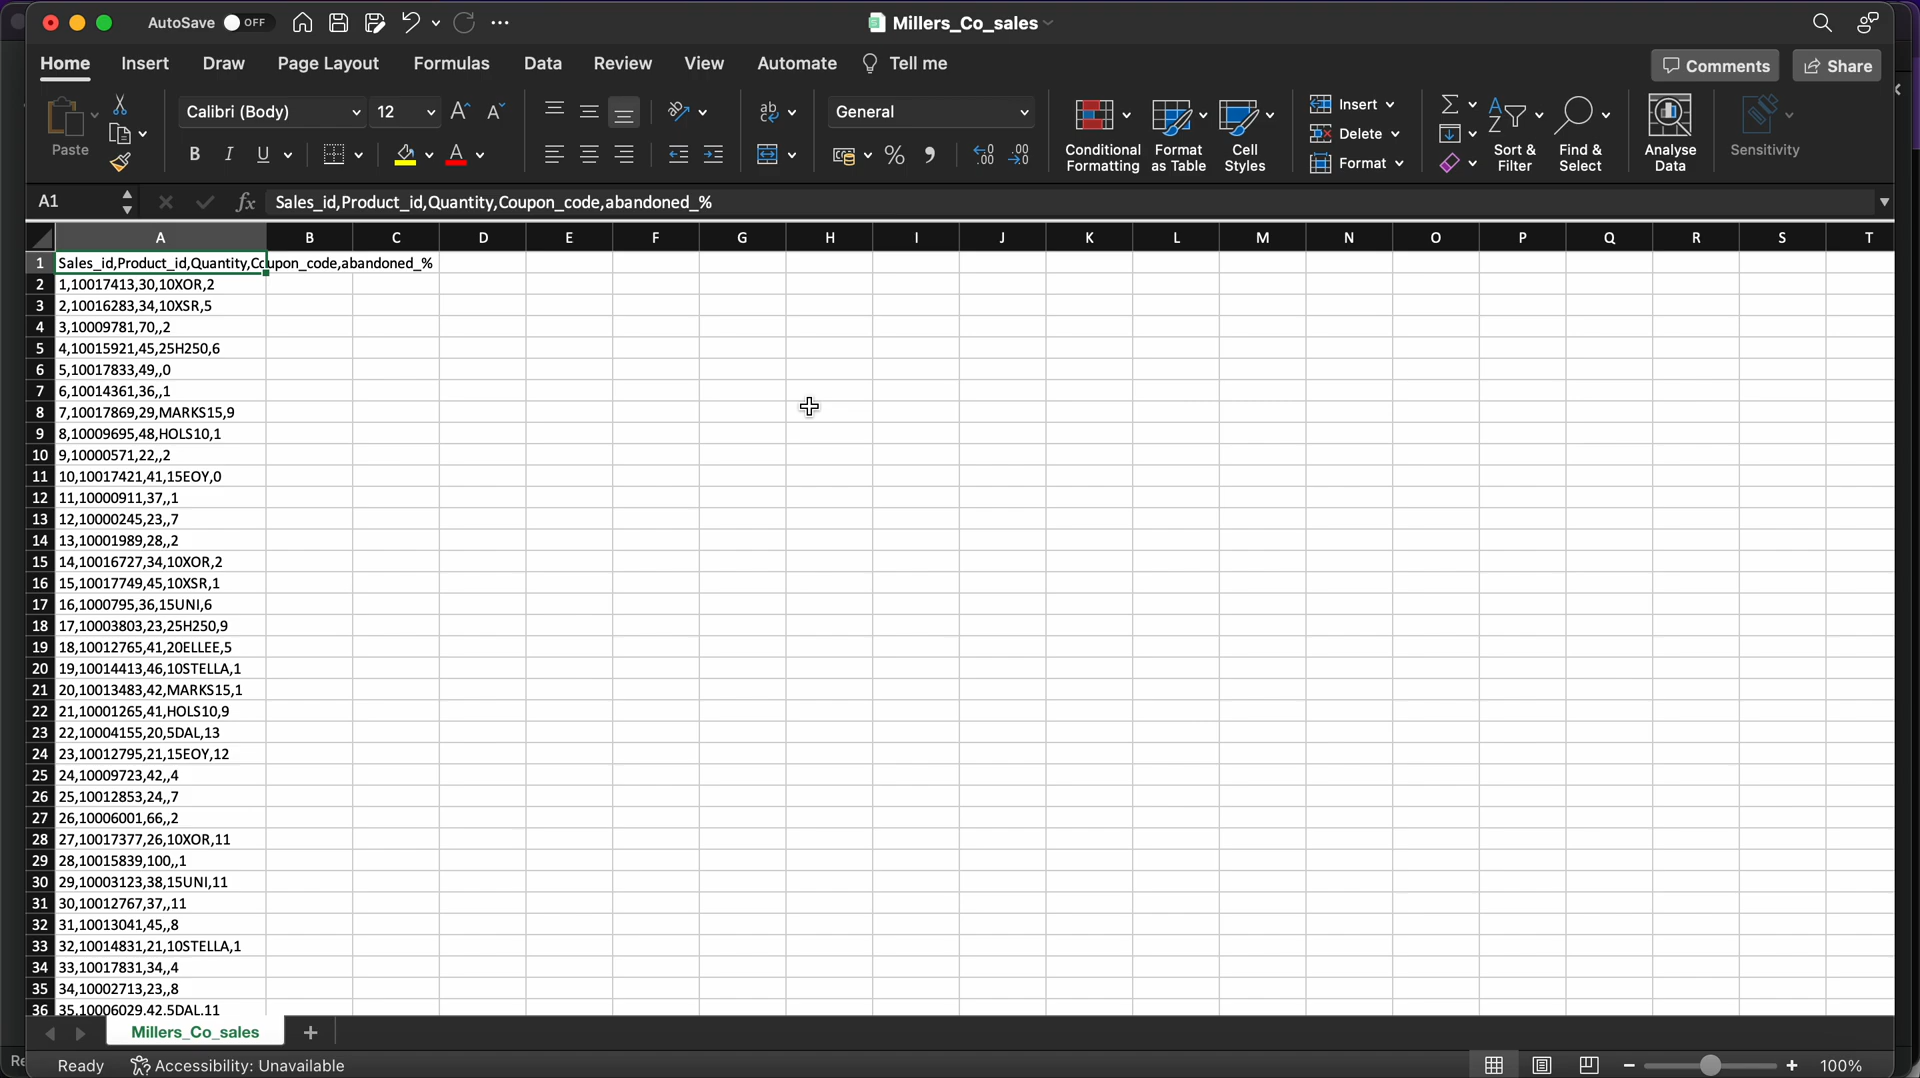 AutoSave OFF
Millers_Co_sales
Home Insert Draw Page Layout Formulas Data Review View Automate Tell me
Comments Share
Paste
Calibri (Body) 12
B I U
A A
A
ab
General
% 9
.00
Conditional Formatting
Format as Table
Cell Styles
Insert
Delete
Format
Sort & Filter
Find & Select
Analyse Data
Sensitivity
A1 fx Sales_id,Product_id,Quantity,Coupon_code,abandoned_%
A B C D E F G H I J K L M N O P Q R S T
1 Sales_id,Product_id,Quantity,Coupon_code,abandoned_%
2 1,10017413,30,10XOR,2
3 2,10016283,34,10XSR,5
4 3,10009781,70,,2
5 4,10015921,45,25H250,6
6 5,10017833,49,,0
7 6,10014361,36,,1
8 7,10017869,29,MARKS15,9
9 8,10009695,48,HOLS10,1
10 9,10000571,22,,2
11 10,10017421,41,15EOY,0
12 11,10000911,37,,1
13 12,10000245,23,,7
14 13,10001989,28,,2
15 14,10016727,34,10XOR,2
16 15,10017749,45,10XSR,1
17 16,1000795,36,15UNI,6
18 17,10003803,23,25H250,9
19 18,10012765,41,20ELLEE,5
20 19,10014413,46,10STELLA,1
21 20,10013483,42,MARKS15,1
22 21,10001265,41,HOLS10,9
23 22,10004155,20,5DAL,13
24 23,10012795,21,15EOY,12
25 24,10009723,42,,4
26 25,10012853,24,,7
27 26,10006001,66,,2
28 27,10017377,26,10XOR,11
29 28,10015839,100,,1
30 29,10003123,38,15UNI,11
31 30,10012767,37,,11
32 31,10013041,45,,8
33 32,10014831,21,10STELLA,1
34 33,10017831,34,,4
35 34,10002713,23,,8
36 35,10006029,42,5DAL,11
Millers_Co_sales
Re
Ready Accessibility: Unavailable 100%